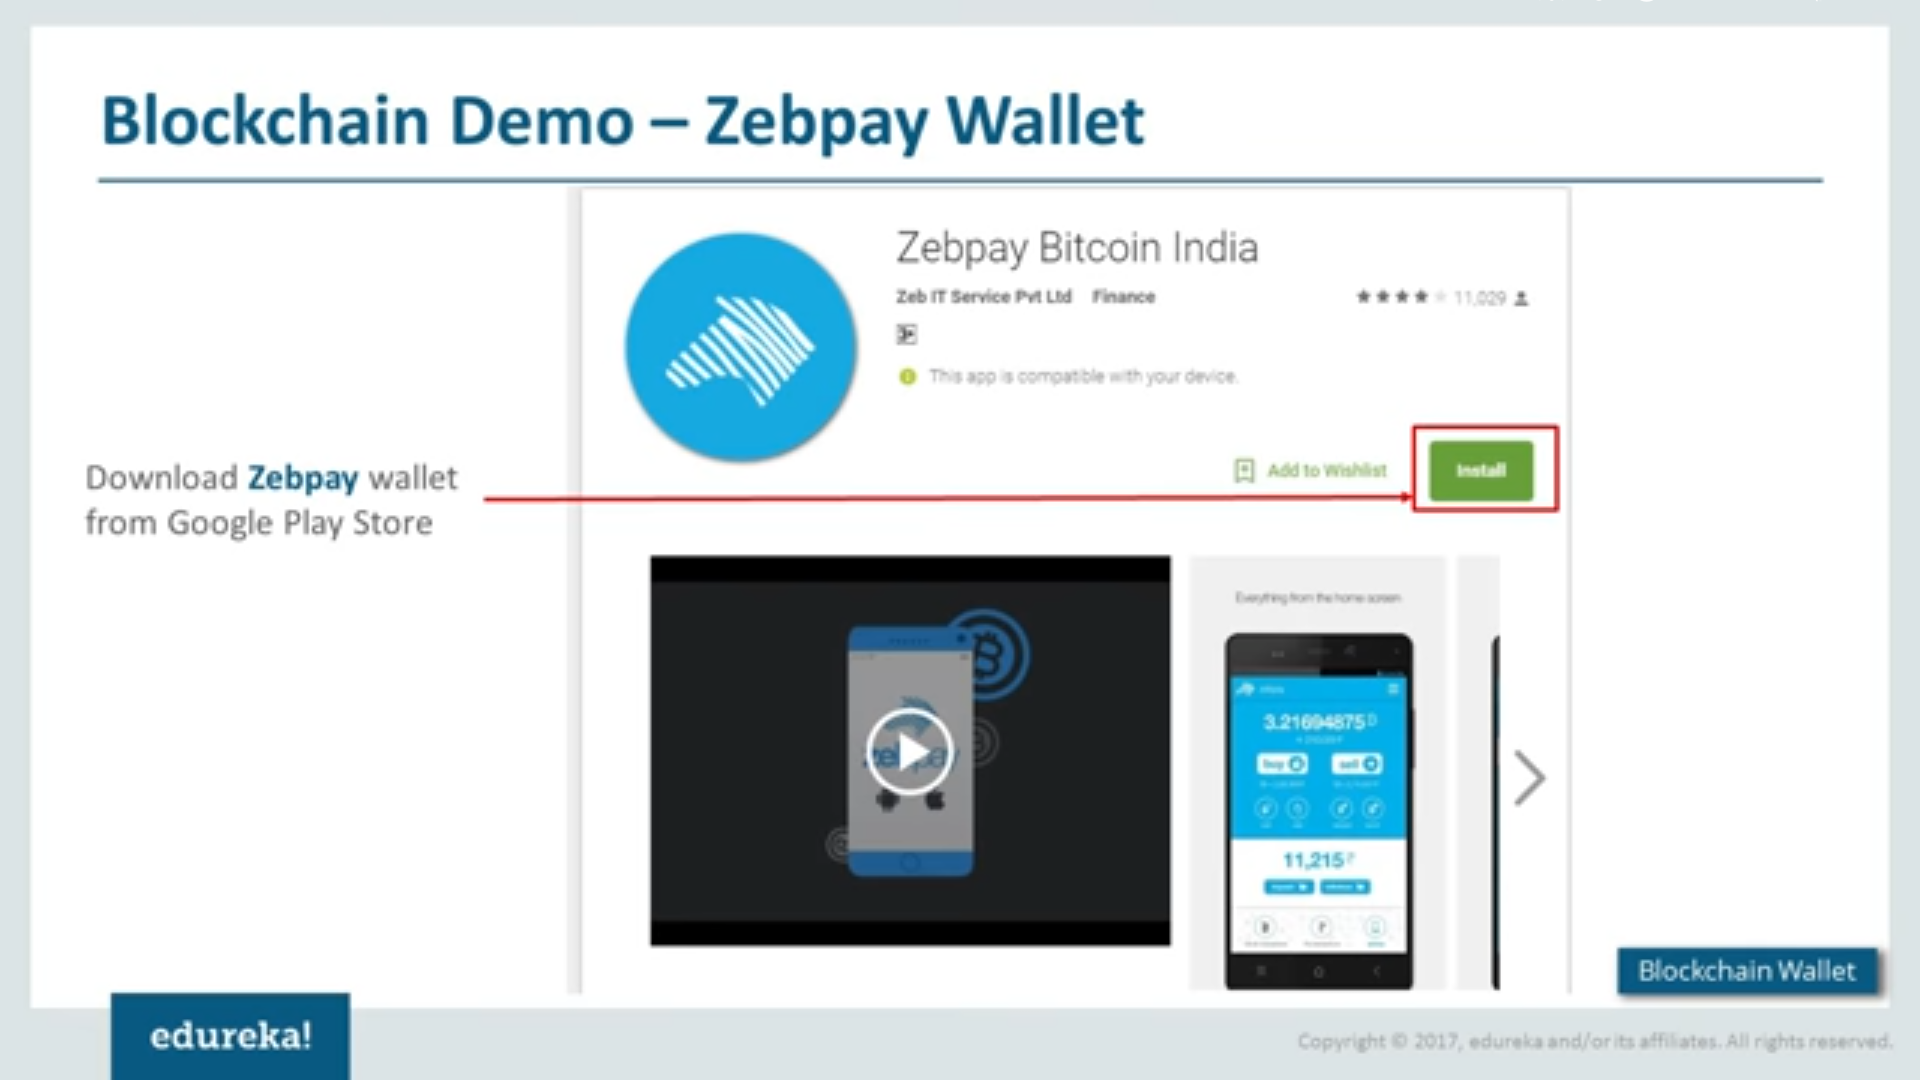 Blockchain Demo – Zebpay Wallet
Zebpay Bitcoin India
Zeb IT Service Pvt Ltd Finance
11,029
3+
This app is compatible with your device.
Add to Wishlist
Install
Download Zebpay wallet
from Google Play Store
Everything from the home screen
zebpay
3.21694875
buy
sell
11,215
Blockchain Wallet
edureka!
Copyright © 2017, edureka and/or its affiliates. All rights reserved.